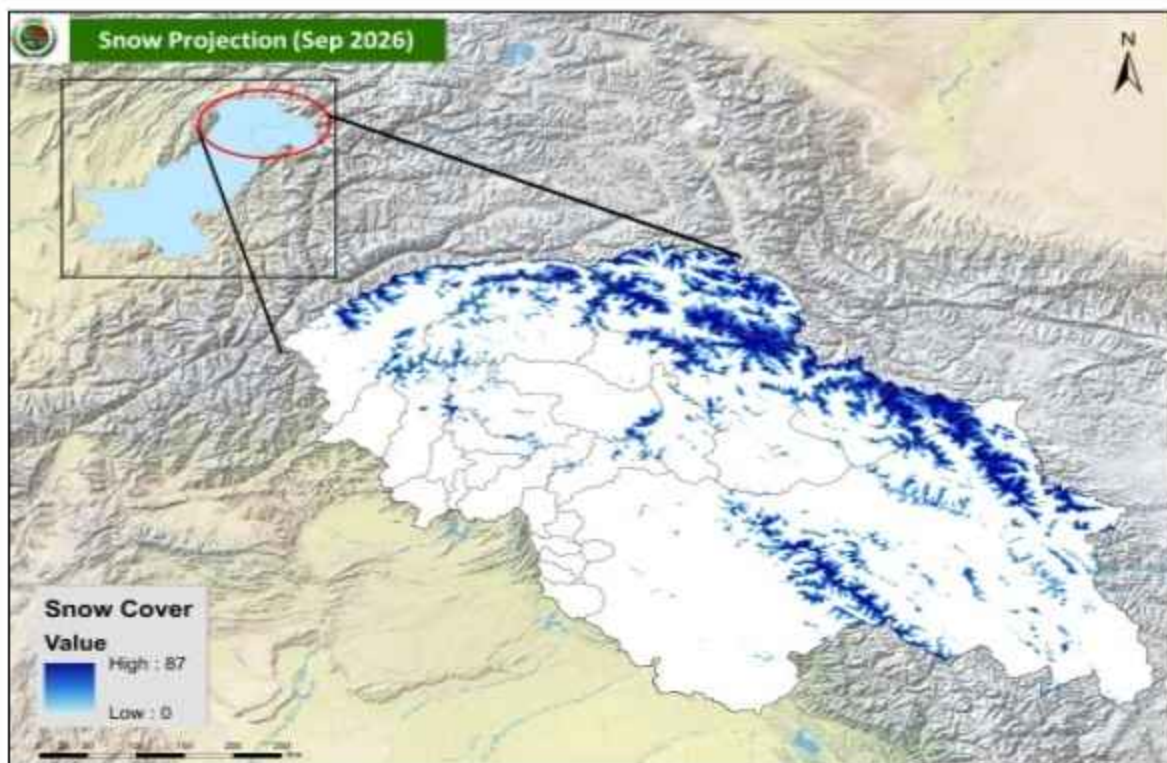 Snow Projection (Sep 2026)
N
Snow Cover
Value
High : 87
Low : 0